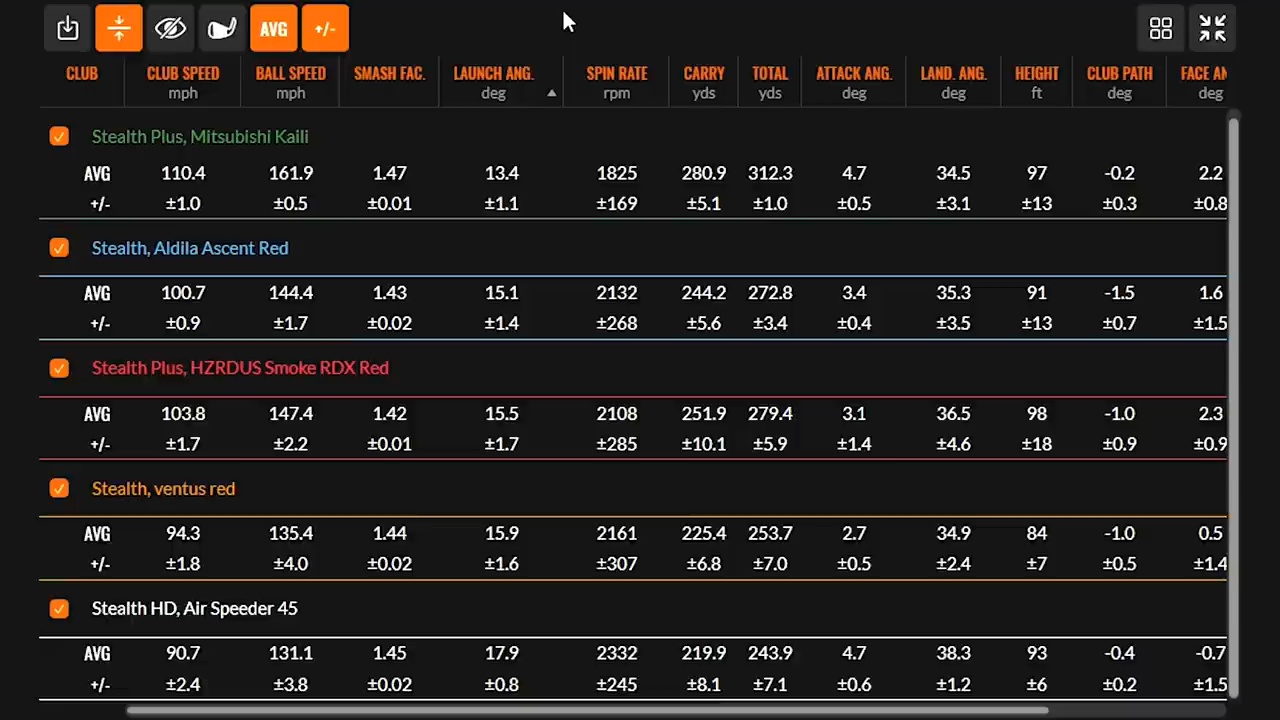 AVG +/-
CLUB CLUB SPEED BALL SPEED SMASH FAC. LAUNCH ANG. SPIN RATE CARRY TOTAL ATTACK ANG. LAND. ANG. HEIGHT CLUB PATH FACE AN
mph mph deg rpm yds yds deg deg ft deg deg
Stealth Plus, Mitsubishi Kaili
AVG 110.4 161.9 1.47 13.4 1825 280.9 312.3 4.7 34.5 97 -0.2 2.2
+/- ±1.0 ±0.5 ±0.01 ±1.1 ±169 ±5.1 ±1.0 ±0.5 ±3.1 ±13 ±0.3 ±0.8
Stealth, Aldila Ascent Red
AVG 100.7 144.4 1.43 15.1 2132 244.2 272.8 3.4 35.3 91 -1.5 1.6
+/- ±0.9 ±1.7 ±0.02 ±1.4 ±268 ±5.6 ±3.4 ±0.4 ±3.5 ±13 ±0.7 ±1.5
Stealth Plus, HZRDUS Smoke RDX Red
AVG 103.8 147.4 1.42 15.5 2108 251.9 279.4 3.1 36.5 98 -1.0 2.3
+/- ±1.7 ±2.2 ±0.01 ±1.7 ±285 ±10.1 ±5.9 ±1.4 ±4.6 ±18 ±0.9 ±0.9
Stealth, ventus red
AVG 94.3 135.4 1.44 15.9 2161 225.4 253.7 2.7 34.9 84 -1.0 0.5
+/- ±1.8 ±4.0 ±0.02 ±1.6 ±307 ±6.8 ±7.0 ±0.5 ±2.4 ±7 ±0.5 ±1.4
Stealth HD, Air Speeder 45
AVG 90.7 131.1 1.45 17.9 2332 219.9 243.9 4.7 38.3 93 -0.4 -0.7
+/- ±2.4 ±3.8 ±0.02 ±0.8 ±245 ±8.1 ±7.1 ±0.6 ±1.2 ±6 ±0.2 ±1.5